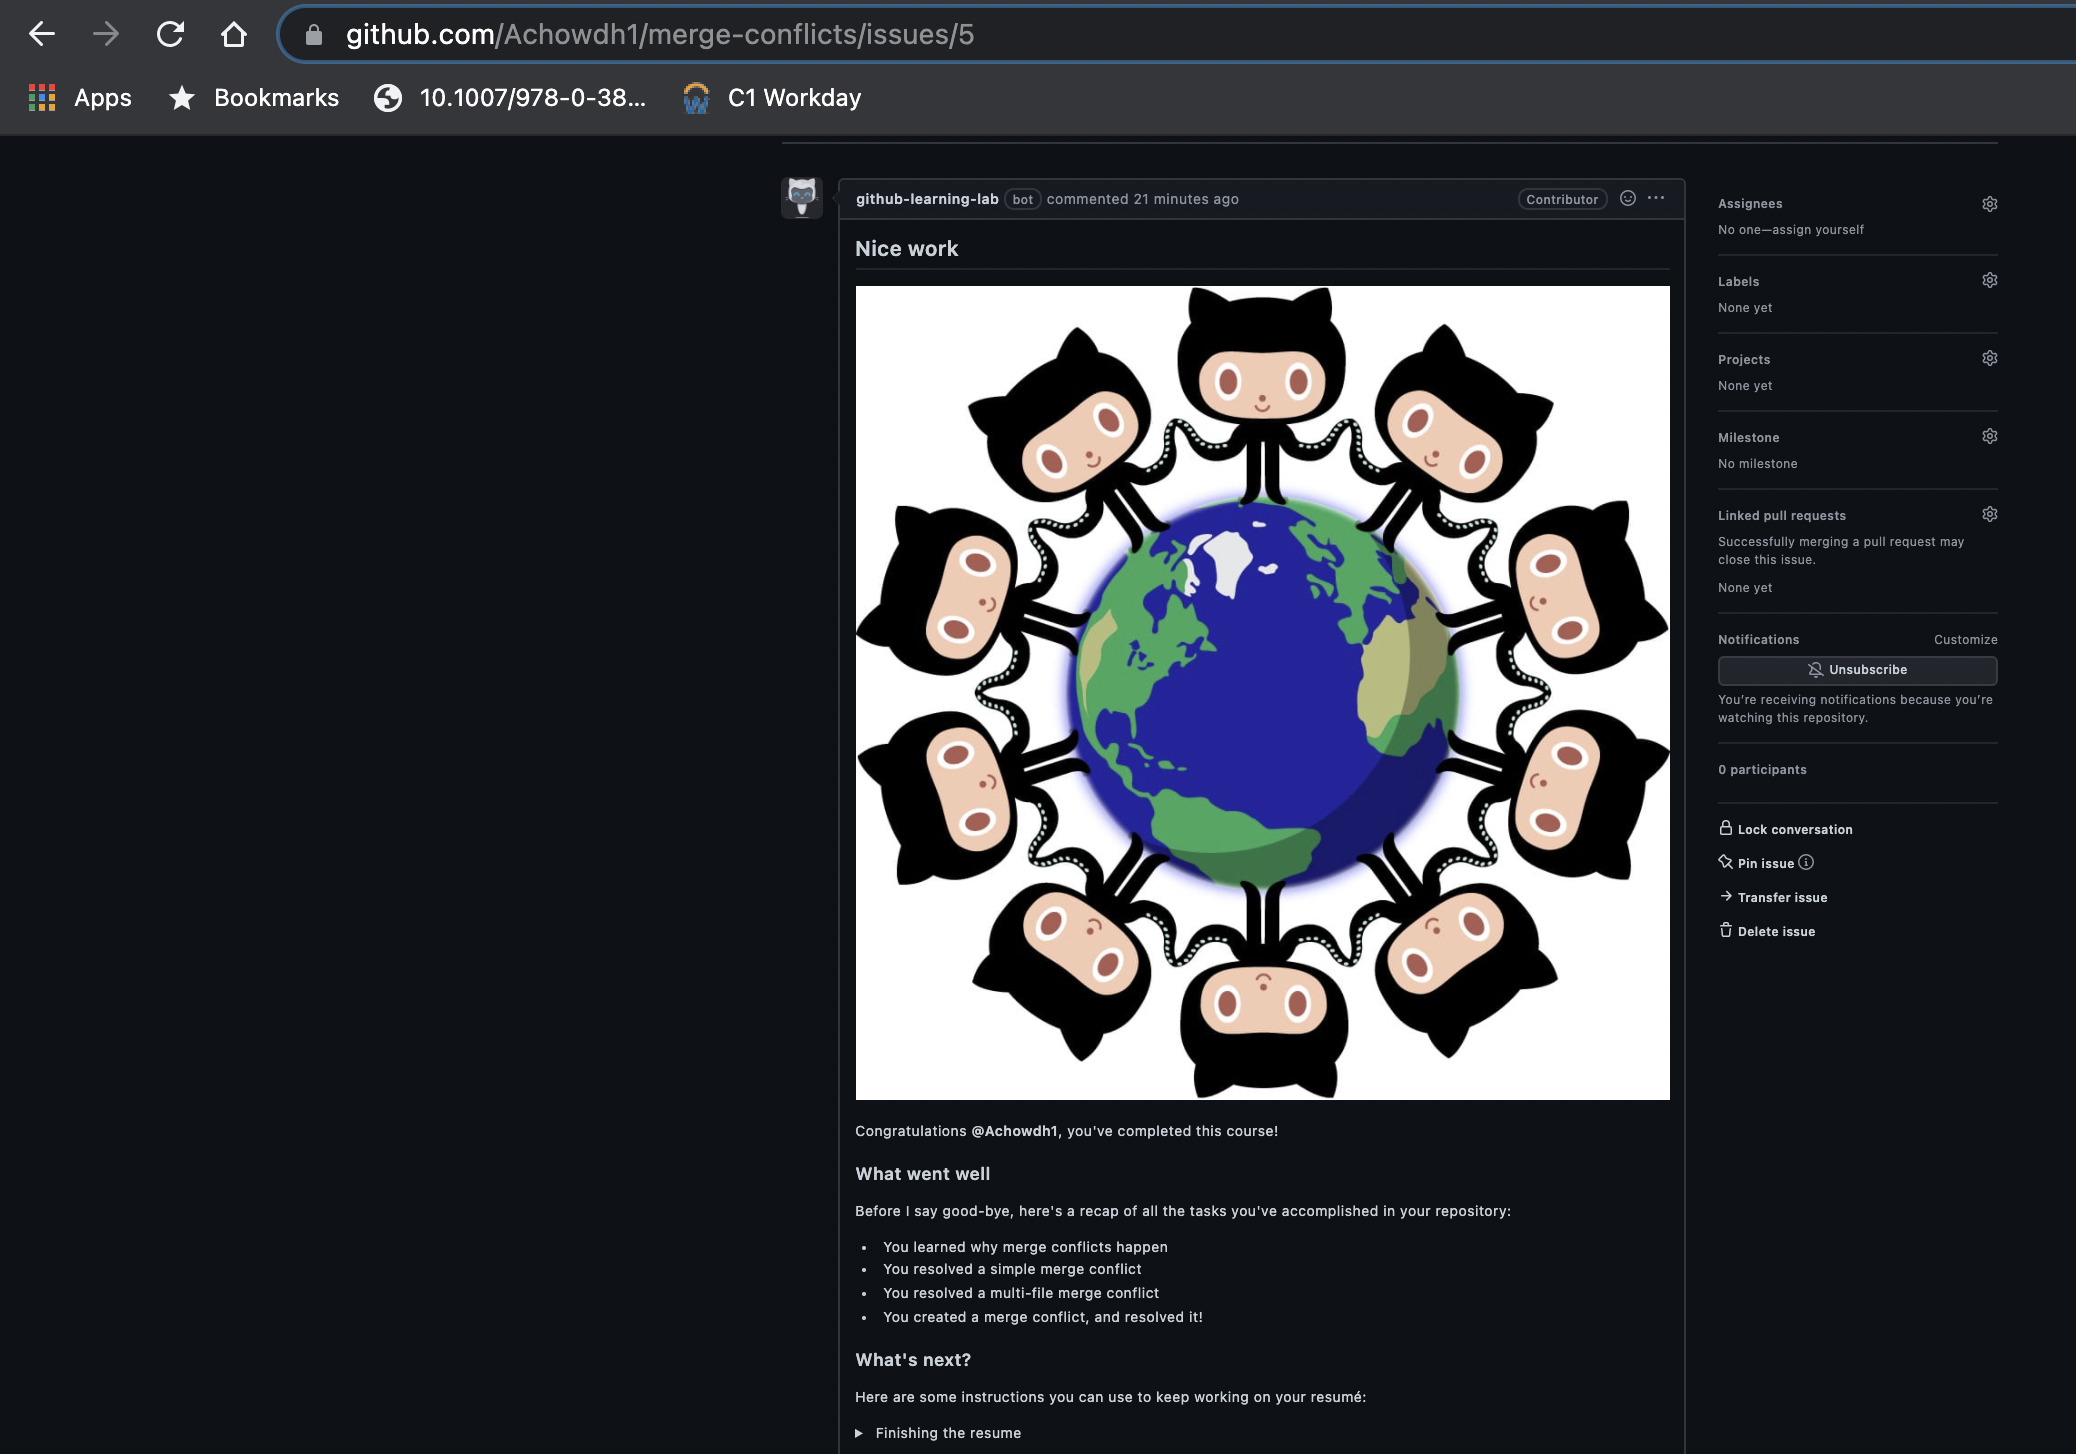 github.com/Achowdh1/merge-conflicts/issues/5
Apps
Bookmarks
10.1007/978-0-38...
C1 Workday
github-learning-lab bot commented 21 minutes ago
Contributor
Nice work
Congratulations @Achowdh1, you've completed this course!
What went well
Before I say good-bye, here's a recap of all the tasks you've accomplished in your repository:
• You learned why merge conflicts happen
• You resolved a simple merge conflict
• You resolved a multi-file merge conflict
• You created a merge conflict, and resolved it!
What's next?
Here are some instructions you can use to keep working on your resumé:
Finishing the resume
Assignees
No one—assign yourself
Labels
None yet
Projects
None yet
Milestone
No milestone
Linked pull requests
Successfully merging a pull request may
close this issue.
None yet
Notifications
Customize
Unsubscribe
You're receiving notifications because you're
watching this repository.
0 participants
Lock conversation
Pin issue
Transfer issue
Delete issue